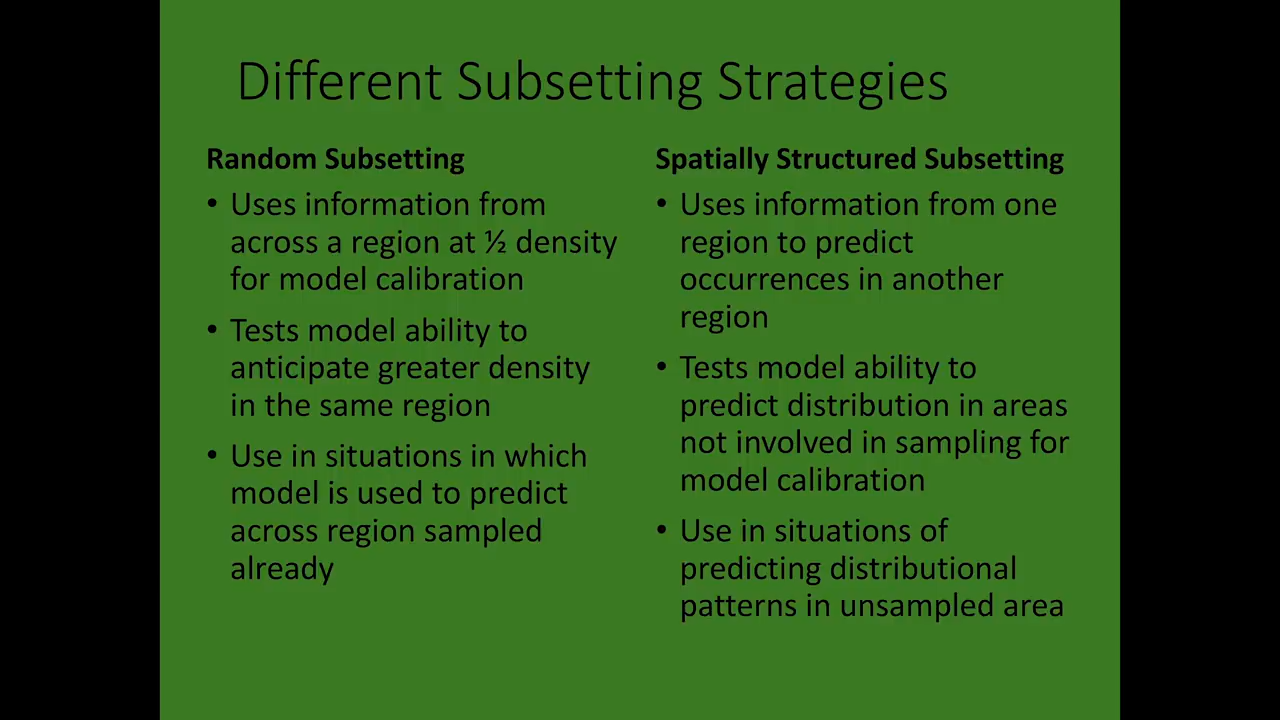 Different Subsetting Strategies
Random Subsetting
• Uses information from
across a region at ½ density
for model calibration
• Tests model ability to
anticipate greater density
in the same region
• Use in situations in which
model is used to predict
across region sampled
already
Spatially Structured Subsetting
• Uses information from one
region to predict
occurrences in another
region
• Tests model ability to
predict distribution in areas
not involved in sampling for
model calibration
• Use in situations of
predicting distributional
patterns in unsampled area